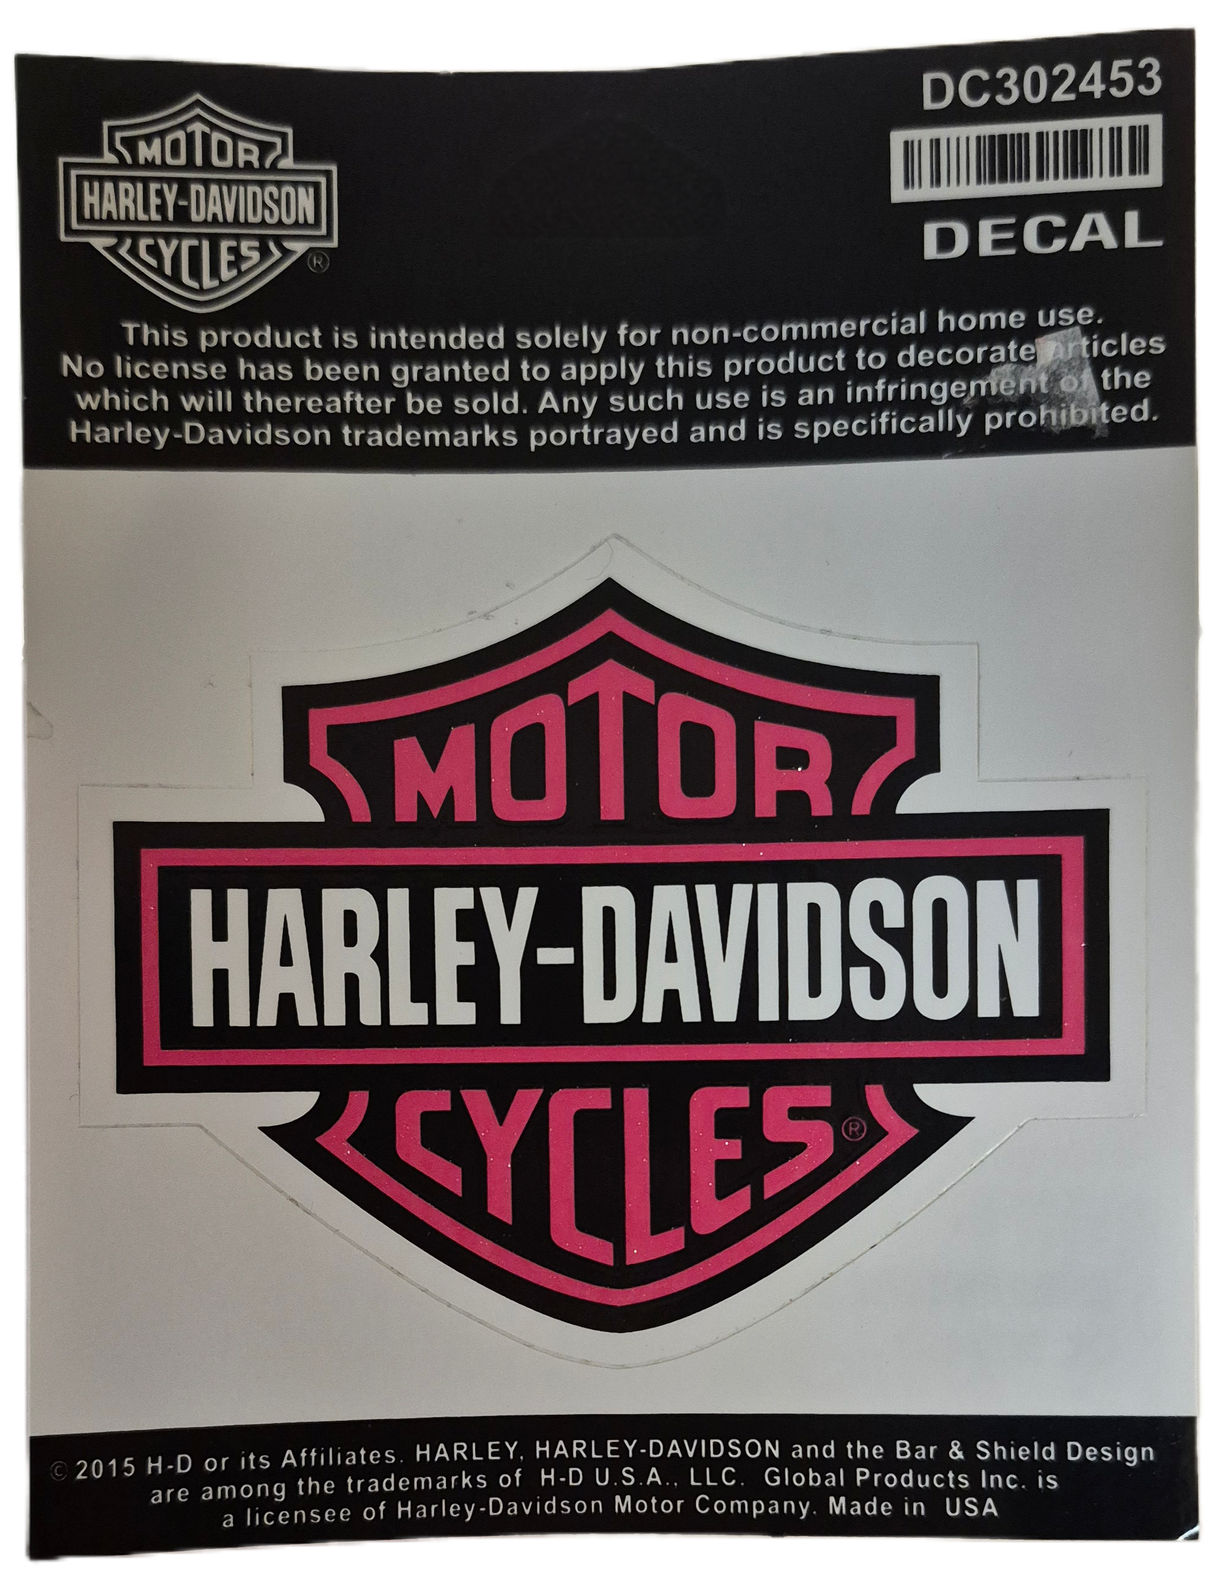 DC302453
MOTOR
HARLEY-DAVIDSON
CYCLES
®
DECAL
This product is intended solely for non-commercial home use.
No license has been granted to apply this product to decorate articles
which will thereafter be sold. Any such use is an infringement of the
Harley-Davidson trademarks portrayed and is specifically prohibited.
MOTOR
HARLEY-DAVIDSON
CYCLES®
© 2015 H-D or its Affiliates. HARLEY, HARLEY-DAVIDSON and the Bar & Shield Design
are among the trademarks of H-D U.S.A., LLC. Global Products Inc. is
a licensee of Harley-Davidson Motor Company. Made in USA